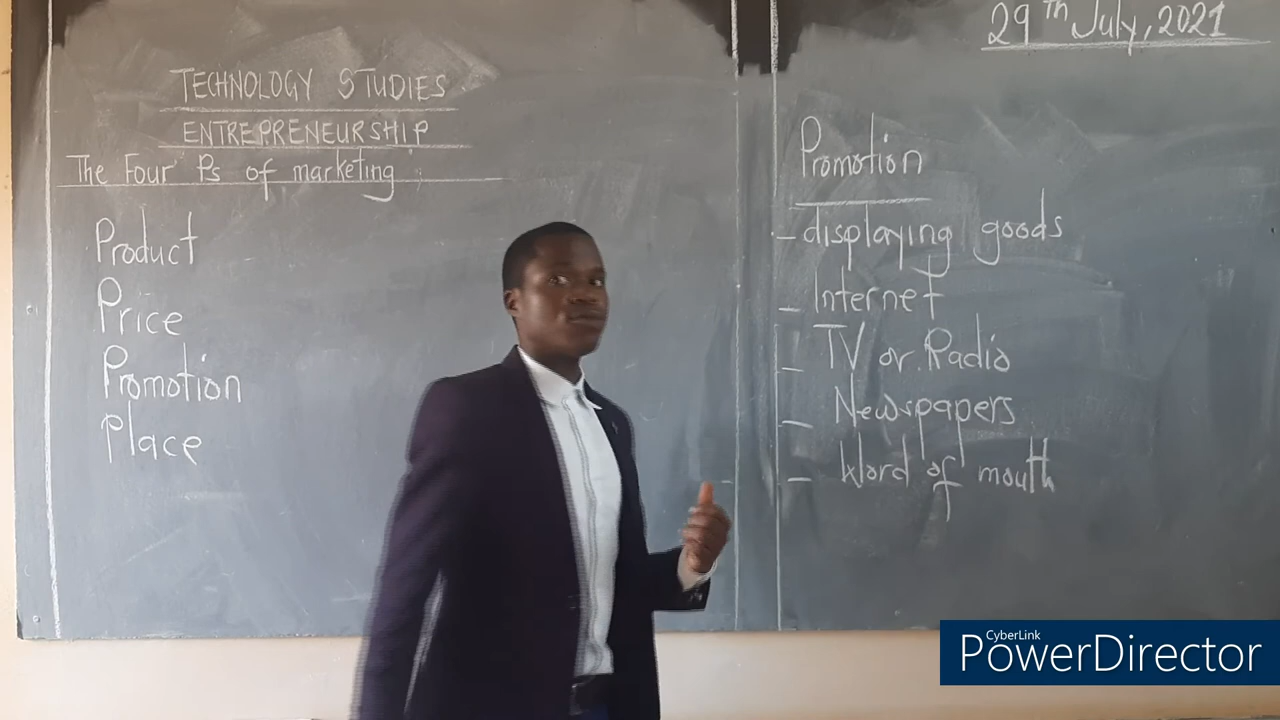 TECHNOLOGY STUDIES
ENTREPRENEURSHIP
The Four Ps of marketing
Product
Price
Promotion
Place
29th July, 2021
Promotion
- displaying goods
- Internet
- TV or Radio
- Newspapers
- Word of mouth
CyberLink
PowerDirector